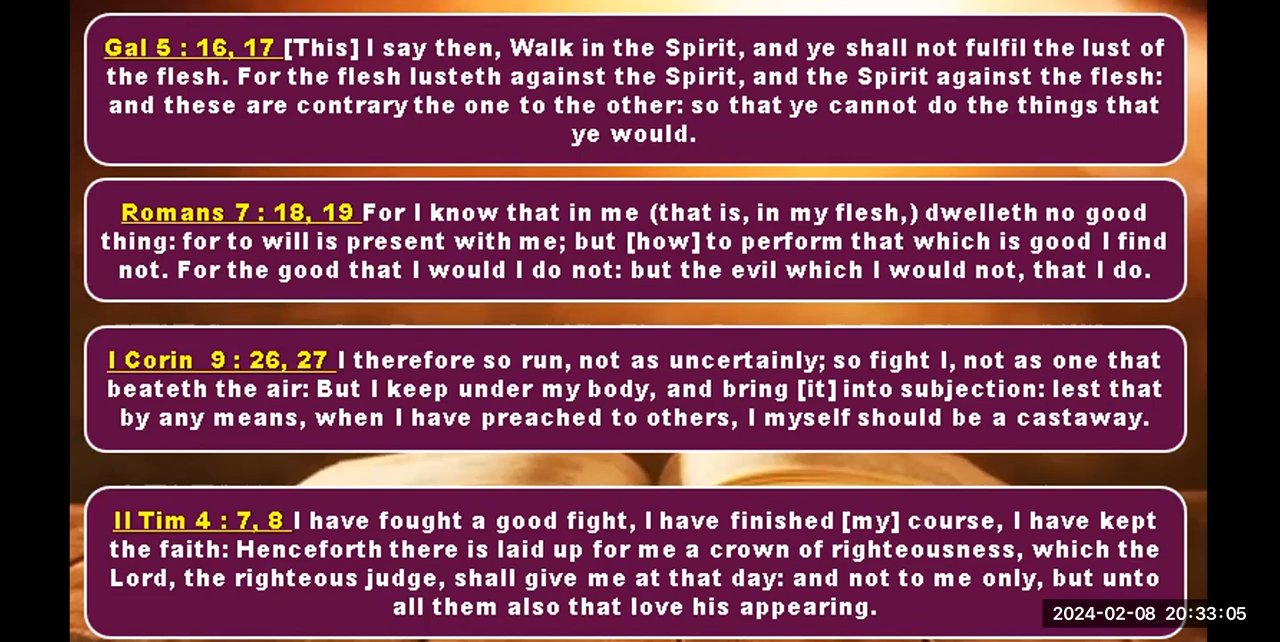 Gal 5 : 16, 17 [This] I say then, Walk in the Spirit, and ye shall not fulfil the lust of
the flesh. For the flesh lusteth against the Spirit, and the Spirit against the flesh:
and these are contrary the one to the other: so that ye cannot do the things that
ye would.
Romans 7 : 18, 19 For I know that in me (that is, in my flesh,) dwelleth no good
thing: for to will is present with me; but [how] to perform that which is good I find
not. For the good that I would I do not: but the evil which I would not, that I do.
I Corin 9 : 26, 27 I therefore so run, not as uncertainly; so fight I, not as one that
beateth the air: But I keep under my body, and bring [it] into subjection: lest that
by any means, when I have preached to others, I myself should be a castaway.
II Tim 4 : 7, 8 I have fought a good fight, I have finished [my] course, I have kept
the faith: Henceforth there is laid up for me a crown of righteousness, which the
Lord, the righteous judge, shall give me at that day: and not to me only, but unto
all them also that love his appearing.
2024-02-08 20:33:05